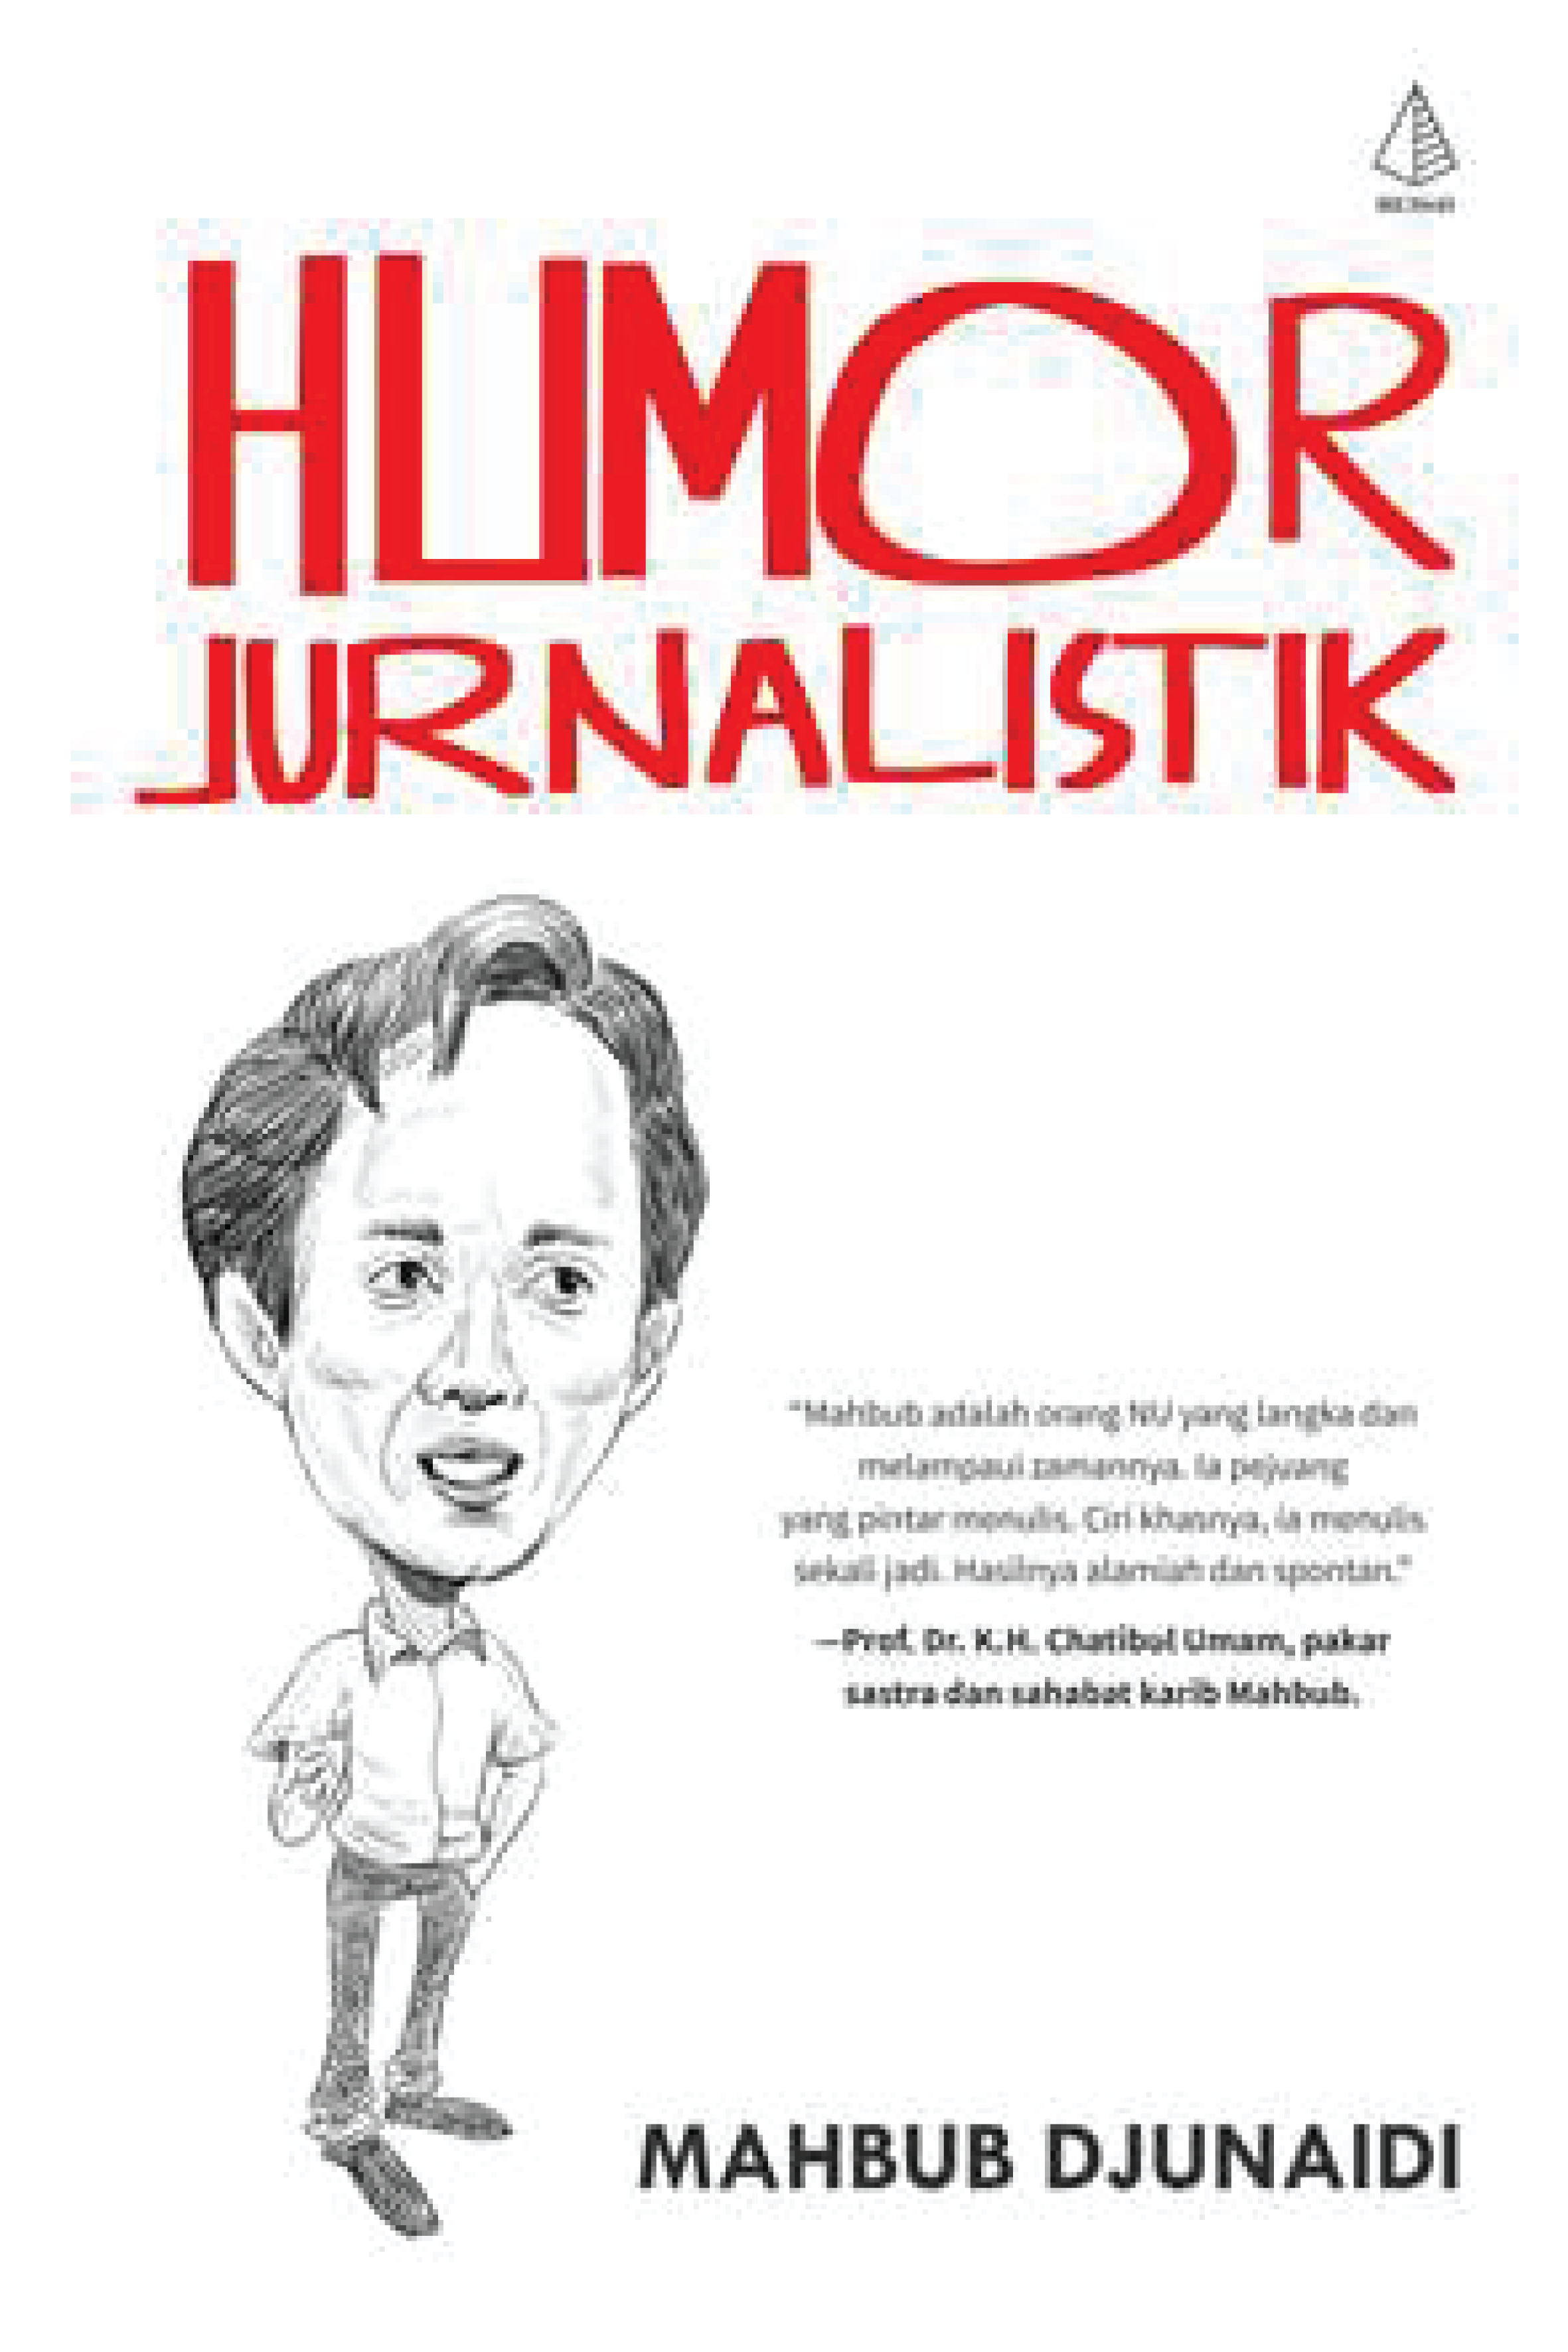 HUMOR
JURNALISTIK
"Mahbub adalah orang NU yang langka dan
melampaui zamannya. Ia pejuang
yang pintar menulis. Ciri khasnya, ia menulis
sekali jadi. Hasilnya alamiah dan spontan."
—Prof. Dr. K.H. Chatibul Umam, pakar
sastra dan sahabat karib Mahbub.
MAHBUB DJUNAIDI